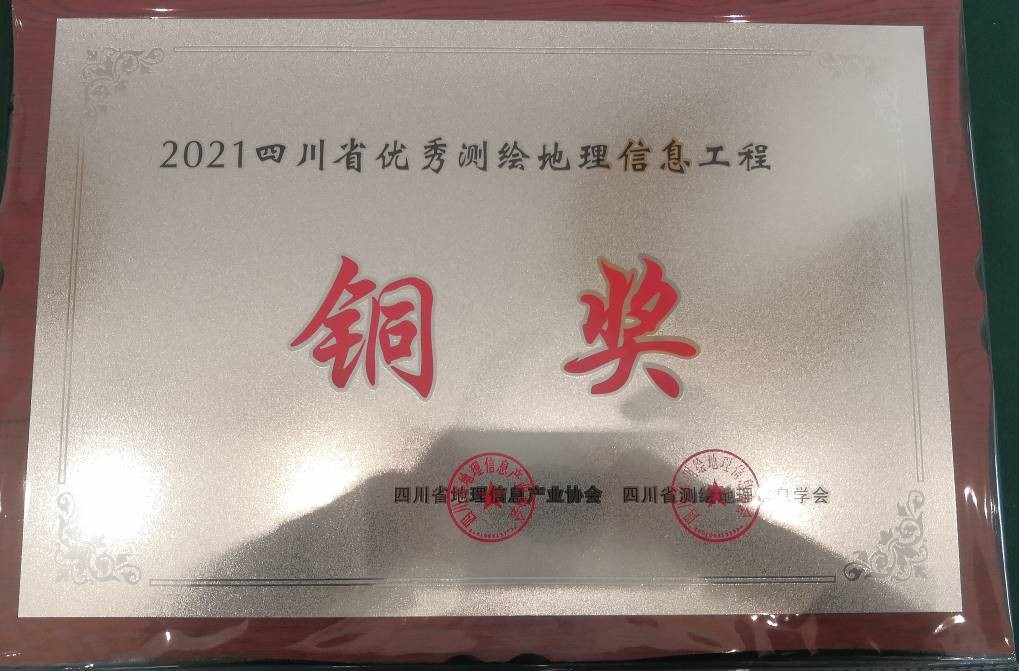 2021四川省优秀测绘地理信息工程
铜奖
四川省地理信息产业协会 四川省测绘地理信息学会